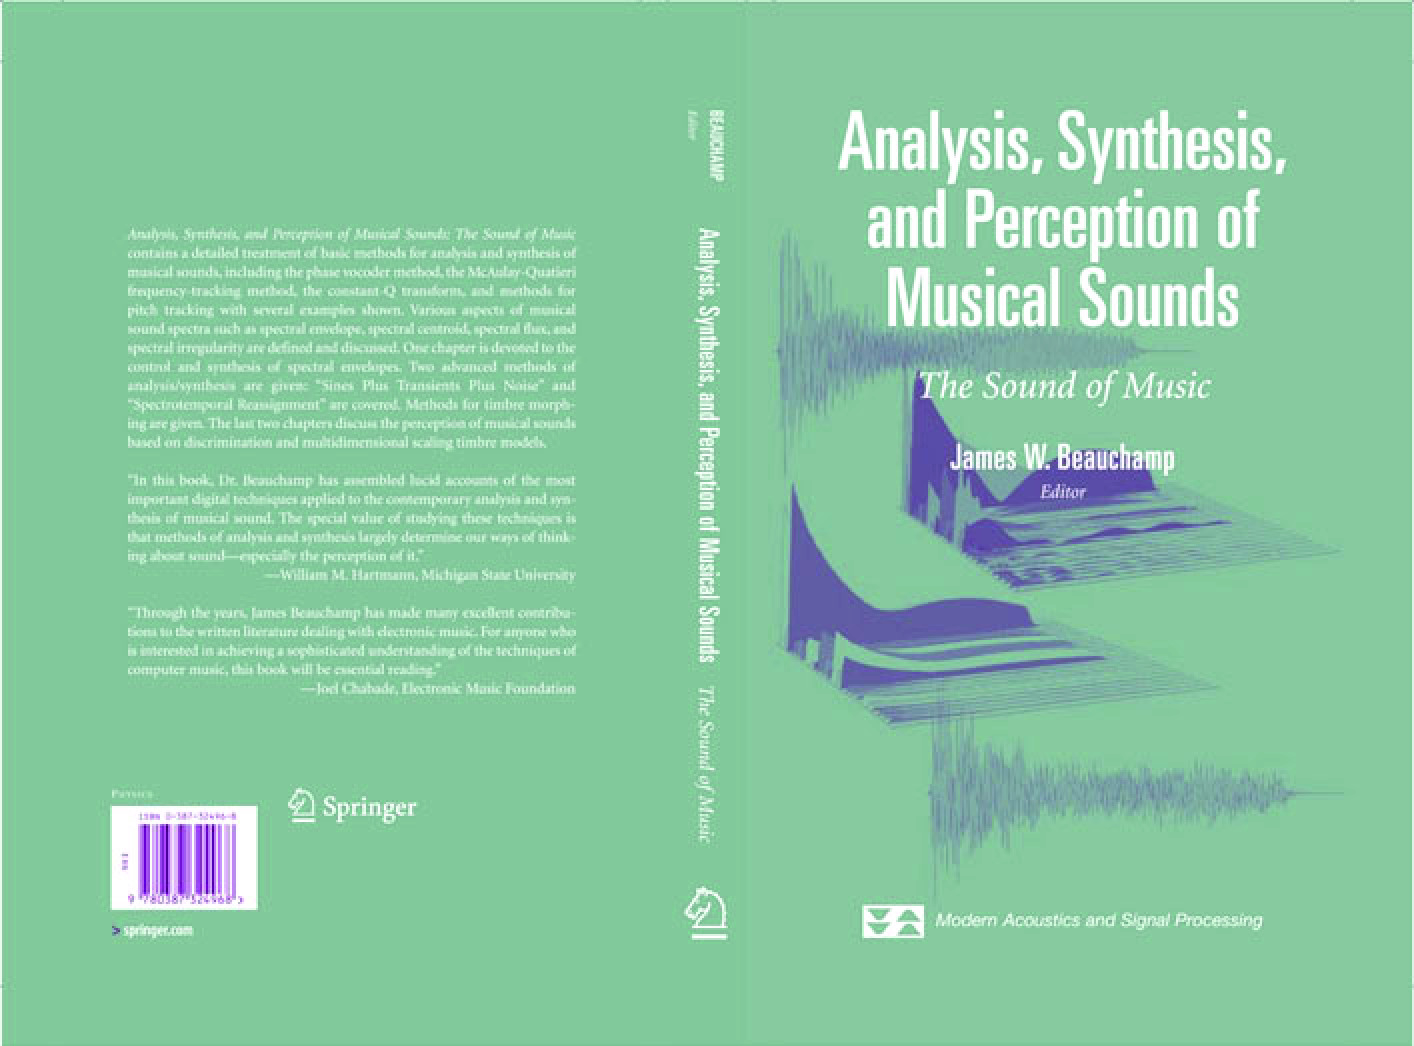 Analysis, Synthesis, and Perception of Musical Sounds: The Sound of Music
contains a detailed treatment of basic methods for analysis and synthesis of
musical sounds, including the phase vocoder method, the McAulay-Quatieri
frequency-tracking method, the constant-Q transform, and methods for
pitch tracking with several examples shown. Various aspects of musical
sound spectra such as spectral envelope, spectral centroid, spectral flux, and
spectral irregularity are defined and discussed. One chapter is devoted to the
control and synthesis of spectral envelopes. Two advanced methods of
analysis/synthesis are given: “Sines Plus Transients Plus Noise” and
“Spectrotemporal Reassignment” are covered. Methods for timbre morph-
ing are given. The last two chapters discuss the perception of musical sounds
based on discrimination and multidimensional scaling timbre models.
“In this book, Dr. Beauchamp has assembled lucid accounts of the most
important digital techniques applied to the contemporary analysis and syn-
thesis of musical sound. The special value of studying these techniques is
that methods of analysis and synthesis largely determine our ways of think-
ing about sound—especially the perception of it.”
—William M. Hartmann, Michigan State University
“Through the years, James Beauchamp has made many excellent contribu-
tions to the written literature dealing with electronic music. For anyone who
is interested in achieving a sophisticated understanding of the techniques of
computer music, this book will be essential reading.”
—Joel Chabade, Electronic Music Foundation
PHYSICS
ISBN 0-387-32496-8
9 780387 324968 >
> springer.com
Springer
BEAUCHAMP
Editor
Analysis, Synthesis, and Perception of Musical Sounds
The Sound of Music
Analysis, Synthesis,
and Perception of
Musical Sounds
The Sound of Music
James W. Beauchamp
Editor
Modern Acoustics and Signal Processing